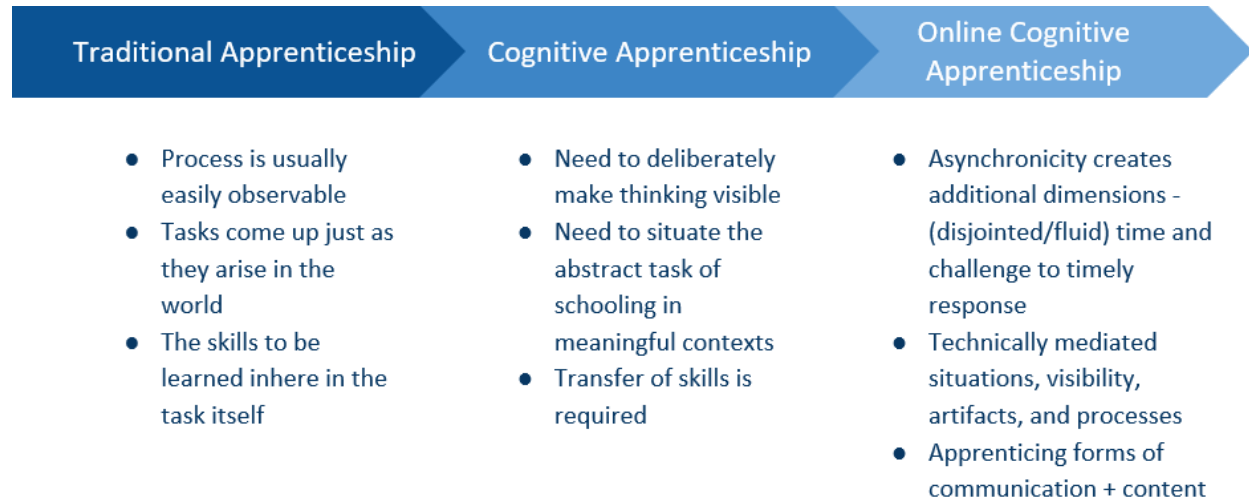 Traditional Apprenticeship
Cognitive Apprenticeship
Online Cognitive
Apprenticeship
● Process is usually
easily observable
● Tasks come up just as
they arise in the
world
● The skills to be
learned inhere in the
task itself
● Need to deliberately
make thinking visible
● Need to situate the
abstract task of
schooling in
meaningful contexts
● Transfer of skills is
required
● Asynchronicity creates
additional dimensions -
(disjointed/fluid) time and
challenge to timely
response
● Technically mediated
situations, visibility,
artifacts, and processes
● Apprenticing forms of
communication + content